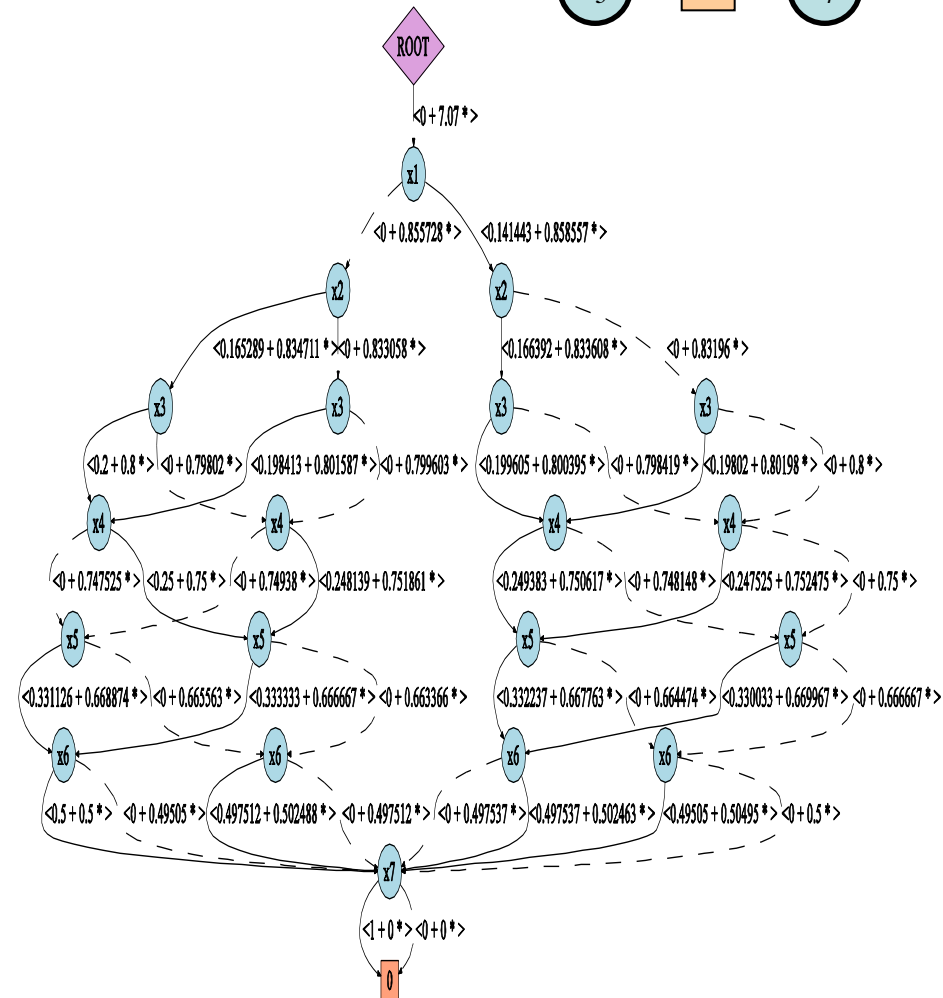 ROOT
<0 + 7.07 * >
x1
<0 + 0.855728 * > <0.141443 + 0.858557 * >
x2 x2
<0.165289 + 0.834711 * > <0 + 0.833058 * > <0.166392 + 0.833608 * > <0 + 0.83196 * >
x3 x3 x3 x3
<0.2 + 0.8 * > <0 + 0.79802 * > <0.198413 + 0.801587 * > <0 + 0.799603 * > <0.199605 + 0.800395 * > <0 + 0.798419 * > <0.19802 + 0.80198 * > <0 + 0.8 * >
x4 x4 x4 x4
<0 + 0.747525 * > <0.25 + 0.75 * > <0 + 0.74938 * > <0.248139 + 0.751861 * > <0.249383 + 0.750617 * > <0 + 0.748148 * > <0.247525 + 0.752475 * > <0 + 0.75 * >
x5 x5 x5 x5
<0.331126 + 0.668874 * > <0 + 0.665563 * > <0.333333 + 0.666667 * > <0 + 0.663366 * > <0.332237 + 0.667763 * > <0 + 0.664474 * > <0.330033 + 0.669967 * > <0 + 0.666667 * >
x6 x6 x6 x6
<0.5 + 0.5 * > <0 + 0.49505 * > <0.497512 + 0.502488 * > <0 + 0.497512 * > <0 + 0.497537 * > <0.497537 + 0.502463 * > <0.49505 + 0.50495 * > <0 + 0.5 * >
x7
<1 + 0 * > <0 + 0 * >
0